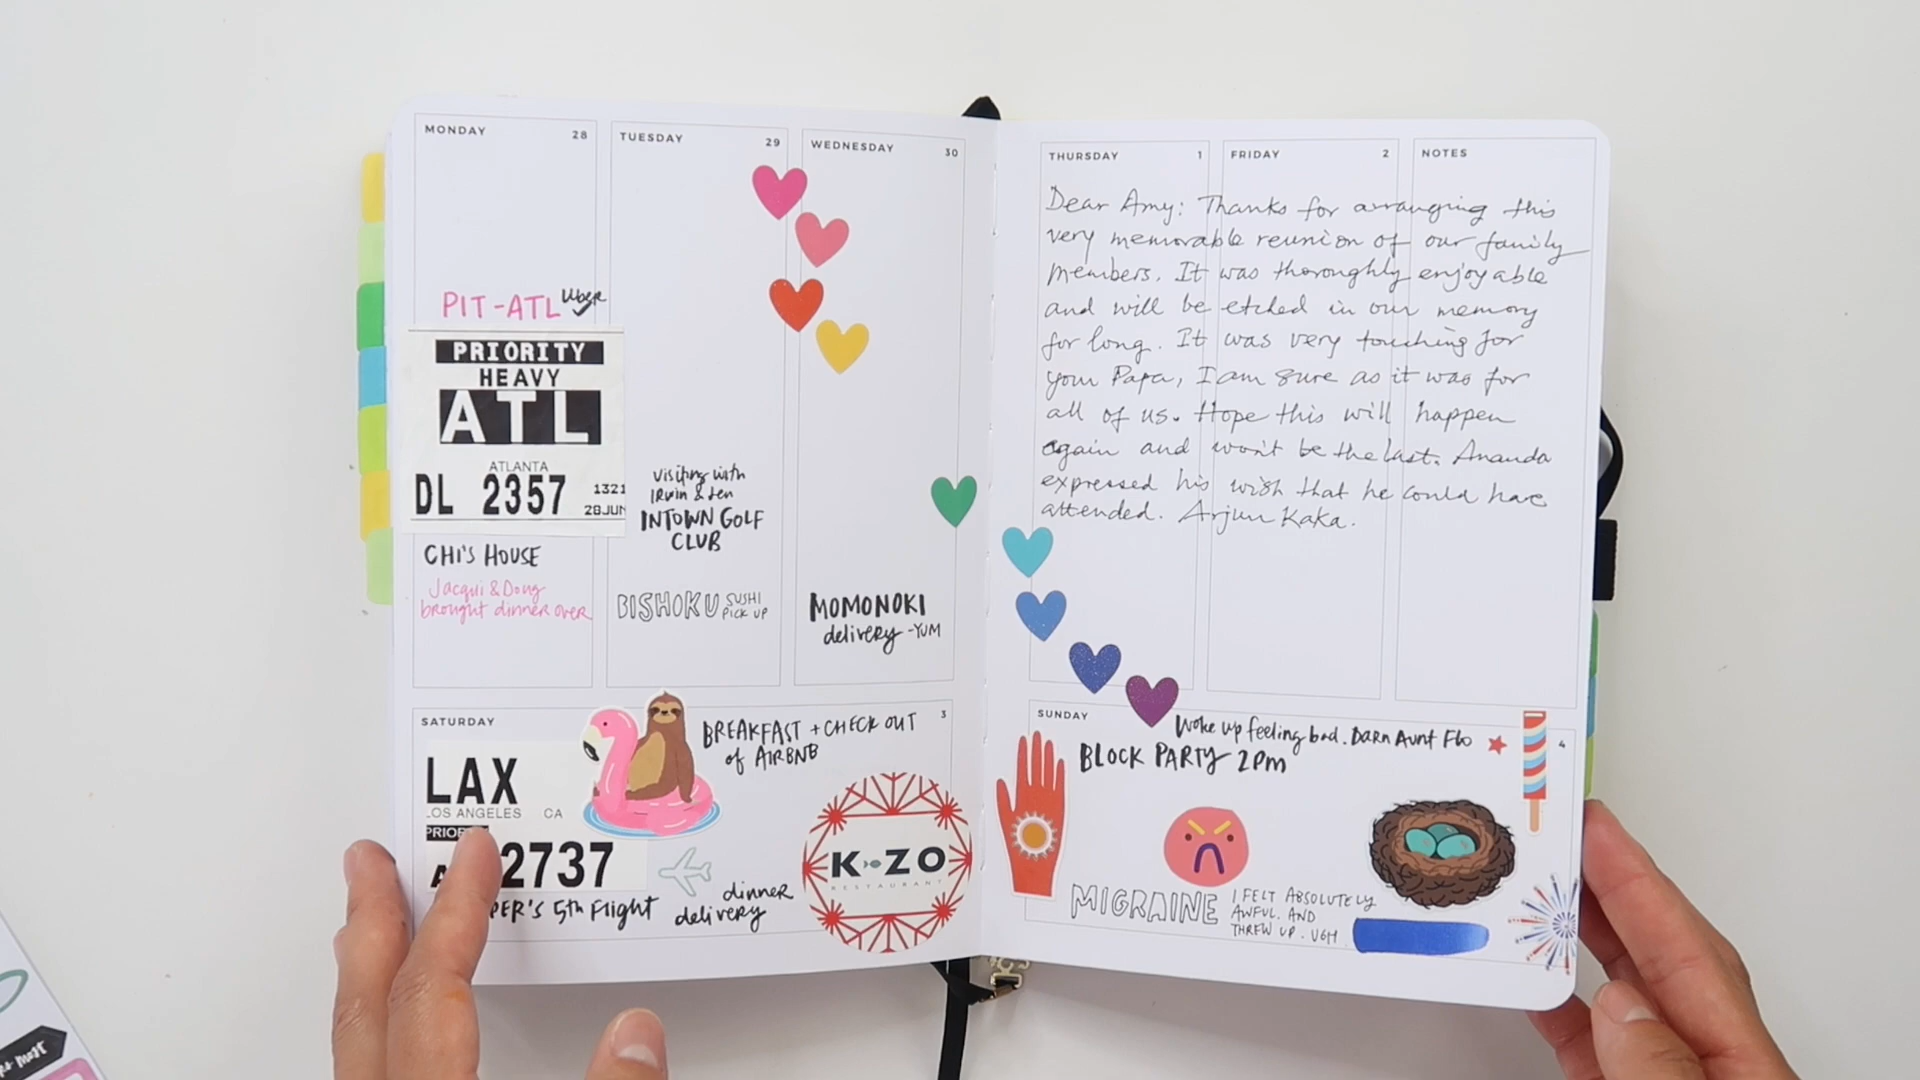 MONDAY 28
PIT-ATL Uber
PRIORITY
HEAVY
ATL
ATLANTA
DL 2357 1321
28JUN
CHI'S HOUSE
Jacqui & Doug
brought dinner over
TUESDAY 29
visiting with
Irvin & Jen
INTOWN GOLF
CLUB
BISHOKU SUSHI
PICK UP
WEDNESDAY 30
MOMONOKI
delivery -YUM
THURSDAY 1
FRIDAY 2
NOTES
Dear Amy: Thanks for arranging this
very memorable reunion of our family
members. It was thoroughly enjoyable
and will be etched in our memory
for long. It was very touching for
your Papa, I am sure as it was for
all of us. Hope this will happen
again and won't be the last. Ananda
expressed his wish that he could have
attended. Arjun Kaka.
SATURDAY 3
LAX
LOS ANGELES CA
2737
PER'S 5th Flight
BREAKFAST + CHECK OUT
of AIRBNB
dinner
delivery
K-ZO
RESTAURANT
SUNDAY 4
Woke up feeling bad. Darn Aunt Flo
BLOCK PARTY 2pm
MIGRAINE
I FELT ABSOLUTELY
AWFUL. AND
THREW UP. UGH.